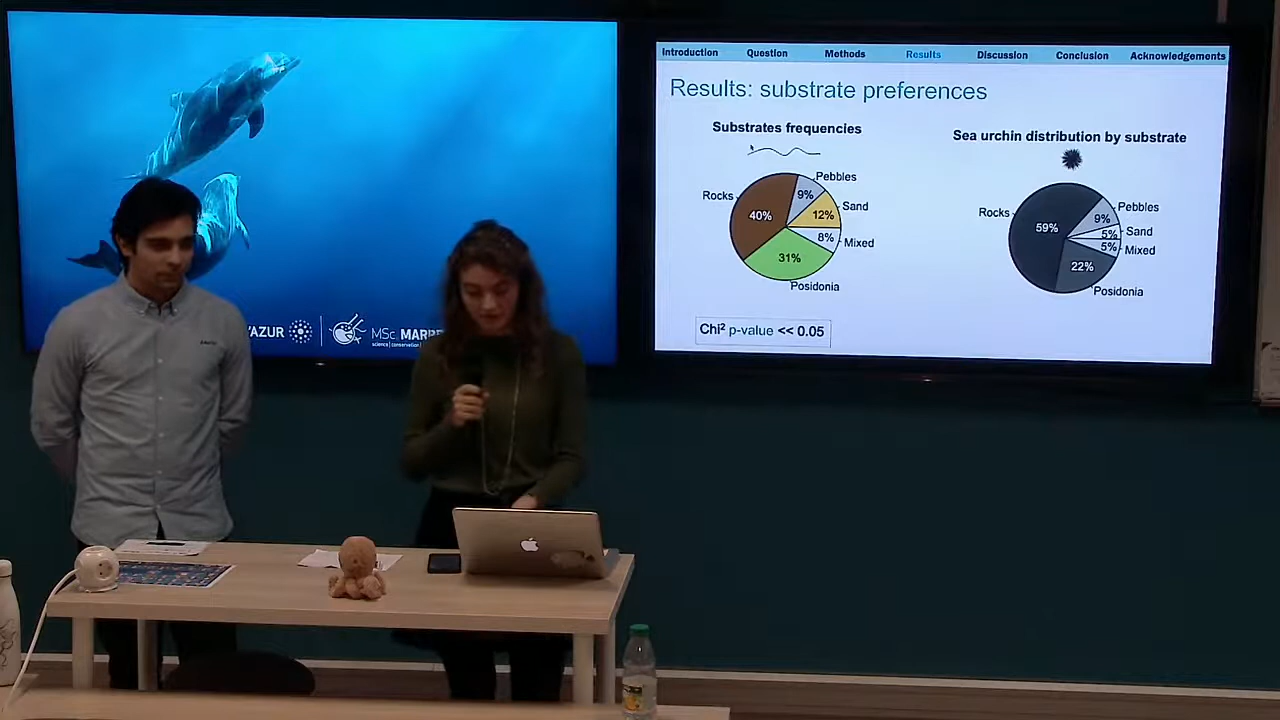 'AZUR
MSc
science | conservation
Introduction Question Methods Results Discussion Conclusion Acknowledgements
Results: substrate preferences
Substrates frequencies
Pebbles
Rocks
9%
40%
12%
Sand
8%
Mixed
31%
Posidonia
Chi² p-value << 0.05
Sea urchin distribution by substrate
Rocks
59%
Pebbles
9%
5%
Sand
5%
Mixed
22%
Posidonia